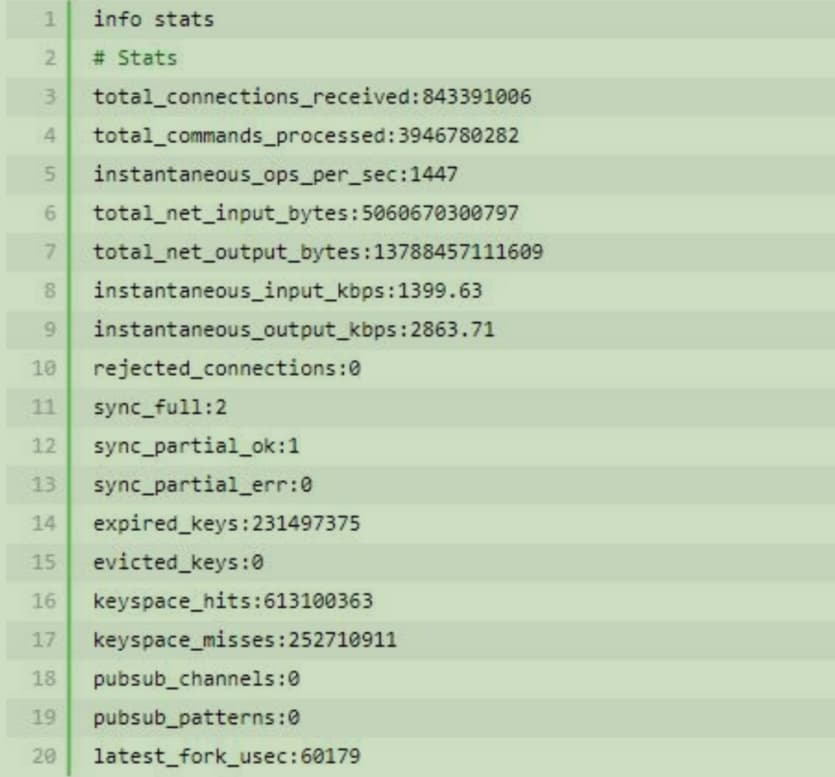 1 info stats
2 # Stats
3 total_connections_received:843391006
4 total_commands_processed:3946780282
5 instantaneous_ops_per_sec:1447
6 total_net_input_bytes:5060670300797
7 total_net_output_bytes:13788457111609
8 instantaneous_input_kbps:1399.63
9 instantaneous_output_kbps:2863.71
10 rejected_connections:0
11 sync_full:2
12 sync_partial_ok:1
13 sync_partial_err:0
14 expired_keys:231497375
15 evicted_keys:0
16 keyspace_hits:613100363
17 keyspace_misses:252710911
18 pubsub_channels:0
19 pubsub_patterns:0
20 latest_fork_usec:60179